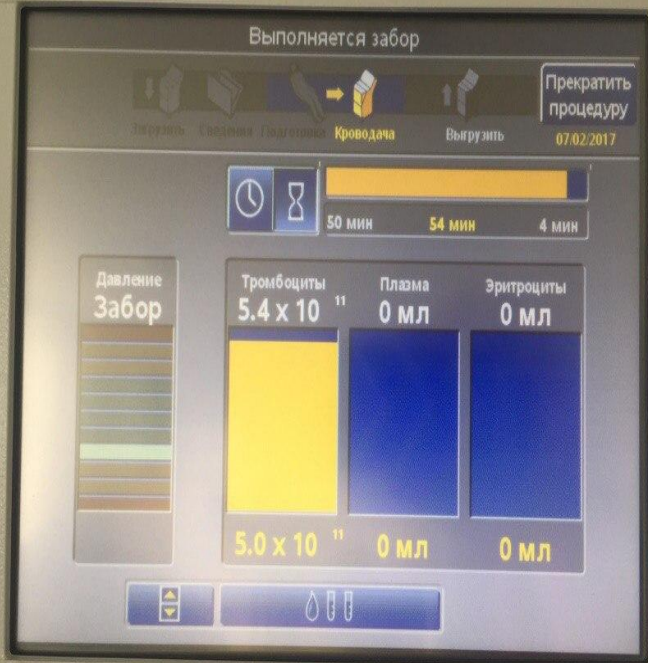 Выполняется забор
Прекратить
процедуру
Загрузить Сведения Подготовка Кроводача Выгрузить
07/02/2017
50 мин 54 мин 4 мин
Давление
Забор
Тромбоциты Плазма Эритроциты
5.4 x 10 11 0 мл 0 мл
5.0 x 10 11 0 мл 0 мл